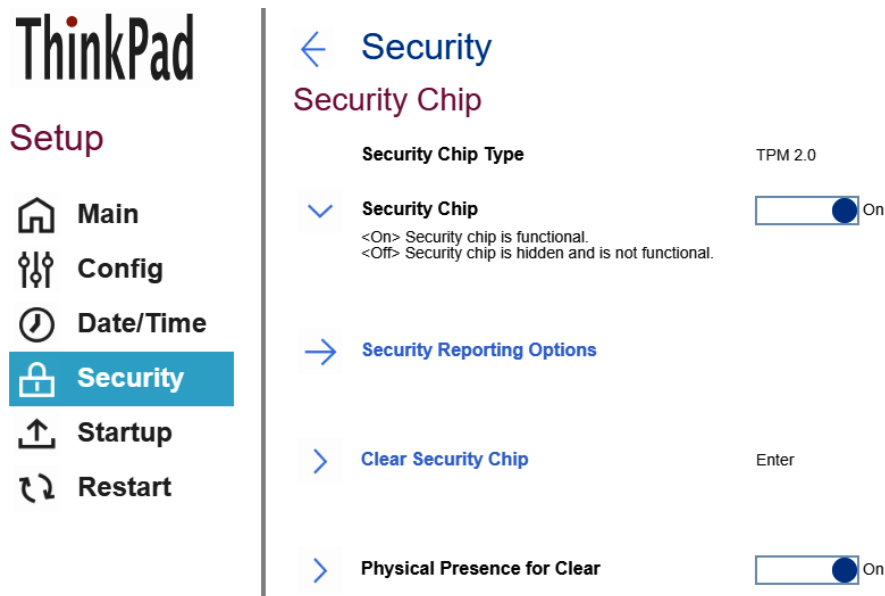 ThinkPad
Setup
Main
Config
Date/Time
Security
Startup
Restart
Security
Security Chip
Security Chip Type TPM 2.0
Security Chip On
<On> Security chip is functional.
<Off> Security chip is hidden and is not functional.
Security Reporting Options
Clear Security Chip Enter
Physical Presence for Clear On